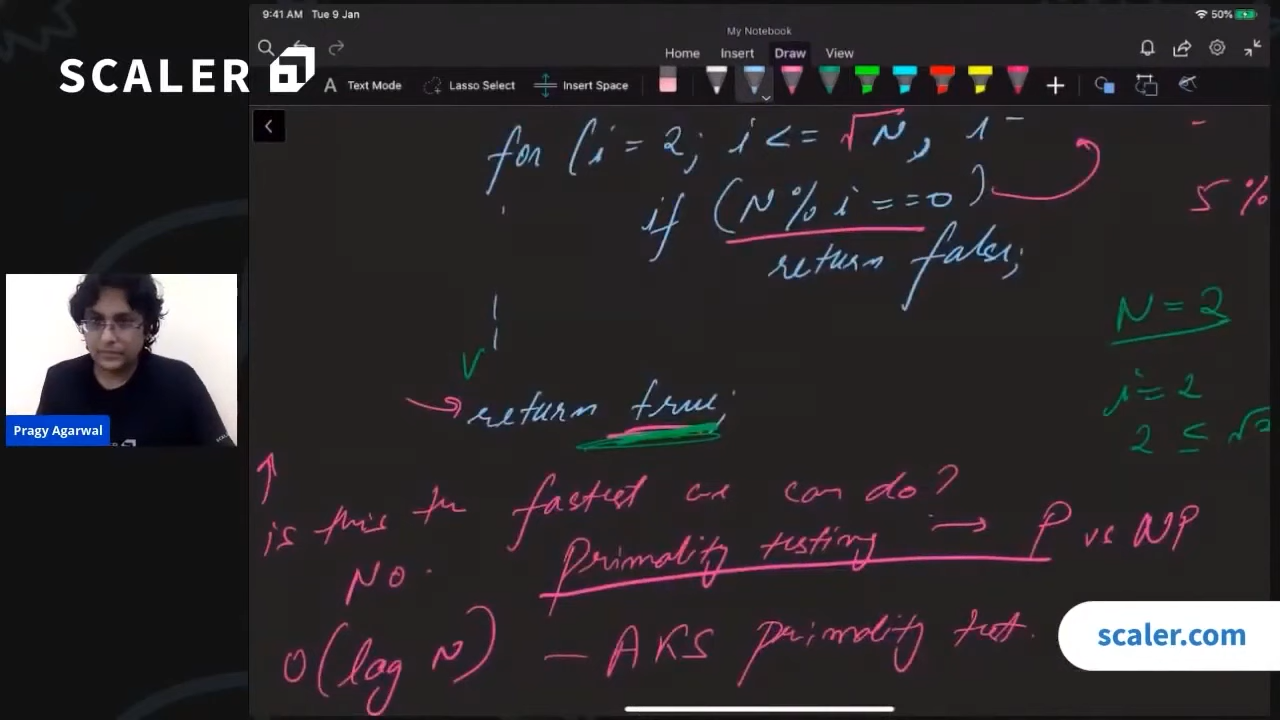 9:41 AM Tue 9 Jan
50%
My Notebook
Home Insert Draw View
SCALER
Text Mode Lasso Select Insert Space
for (i = 2; i <= √N, i
if (N % i == 0)
5 %
return false;
N = 2
i = 2
2 ≤ √2
return true;
Pragy Agarwal
is this the fastest we can do?
Primality testing → P vs NP
No.
O(log N) — AKS primality test.
scaler.com